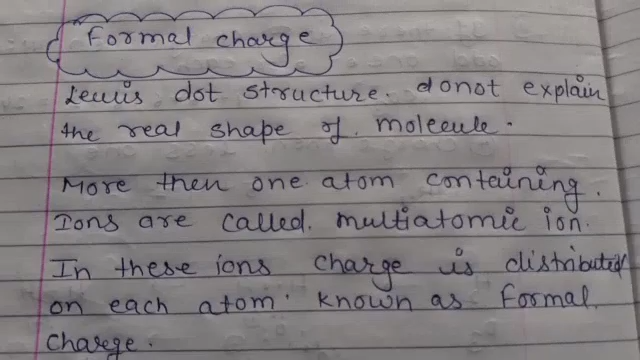 Formal charge
Lewis dot structure. donot explain
the real shape of. molecule.
More then one atom containing.
Ions are called. multiatomic ion.
In these ions charge is distributed
on each atom. known as formal.
charge.